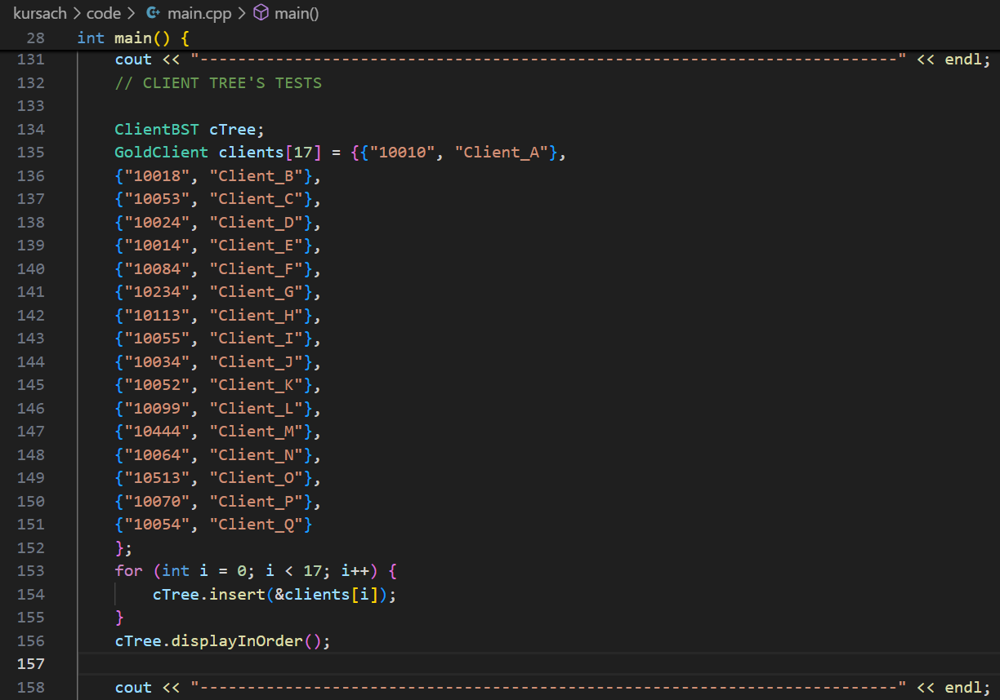 kursach > code > main.cpp > main()
28 int main() {
131 cout << "--------------------------------------------------------------------------" << endl;
132 // CLIENT TREE'S TESTS
133
134 ClientBST cTree;
135 GoldClient clients[17] = {{"10010", "Client_A"},
136 {"10018", "Client_B"},
137 {"10053", "Client_C"},
138 {"10024", "Client_D"},
139 {"10014", "Client_E"},
140 {"10084", "Client_F"},
141 {"10234", "Client_G"},
142 {"10113", "Client_H"},
143 {"10055", "Client_I"},
144 {"10034", "Client_J"},
145 {"10052", "Client_K"},
146 {"10099", "Client_L"},
147 {"10444", "Client_M"},
148 {"10064", "Client_N"},
149 {"10513", "Client_O"},
150 {"10070", "Client_P"},
151 {"10054", "Client_Q"}
152 };
153 for (int i = 0; i < 17; i++) {
154 cTree.insert(&clients[i]);
155 }
156 cTree.displayInOrder();
157
158 cout << "--------------------------------------------------------------------------" << endl;